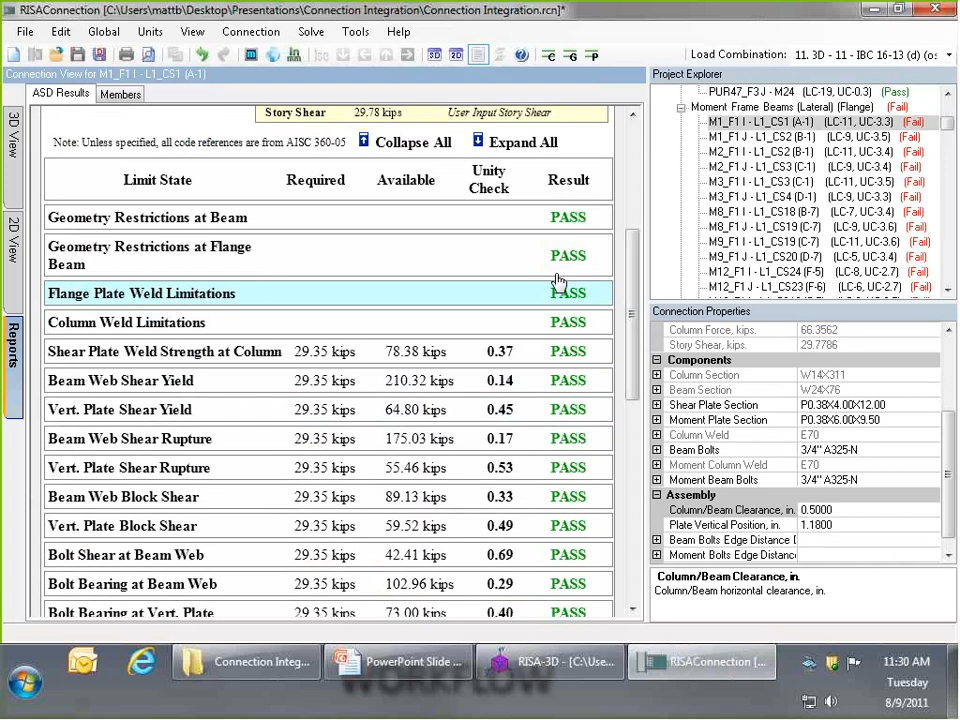 RISAConnection [C:\Users\mattb\Desktop\Presentations\Connection Integration\Connection Integration.rcn]*
File Edit Global Units View Connection Solve Tools Help
Iso 3D 2D C G P Load Combination: 11. 3D - 11 - IBC 16-13 (d) (o:
Connection View for M1_F1 I - L1_CS1 (A-1)
ASD Results Members
3D View
2D View
Reports
Story Shear 29.78 kips User Input Story Shear
Note: Unless specified, all code references are from AISC 360-05 Collapse All Expand All
Limit State Required Available Unity Check Result
Geometry Restrictions at Beam PASS
Geometry Restrictions at Flange Beam PASS
Flange Plate Weld Limitations PASS
Column Weld Limitations PASS
Shear Plate Weld Strength at Column 29.35 kips 78.38 kips 0.37 PASS
Beam Web Shear Yield 29.35 kips 210.32 kips 0.14 PASS
Vert. Plate Shear Yield 29.35 kips 64.80 kips 0.45 PASS
Beam Web Shear Rupture 29.35 kips 175.03 kips 0.17 PASS
Vert. Plate Shear Rupture 29.35 kips 55.46 kips 0.53 PASS
Beam Web Block Shear 29.35 kips 89.13 kips 0.33 PASS
Vert. Plate Block Shear 29.35 kips 59.52 kips 0.49 PASS
Bolt Shear at Beam Web 29.35 kips 42.41 kips 0.69 PASS
Bolt Bearing at Beam Web 29.35 kips 102.96 kips 0.29 PASS
Bolt Bearing at Vert. Plate 29.35 kips 73.00 kips 0.40 PASS
Project Explorer
PUR47_F3 J - M24 (LC-19, UC-0.3) (Pass)
Moment Frame Beams (Lateral) (Flange) (Fail)
M1_F1 I - L1_CS1 (A-1) (LC-11, UC-3.3) (Fail)
M1_F1 J - L1_CS2 (B-1) (LC-9, UC-3.5) (Fail)
M2_F1 I - L1_CS2 (B-1) (LC-11, UC-3.4) (Fail)
M2_F1 J - L1_CS3 (C-1) (LC-9, UC-3.4) (Fail)
M3_F1 I - L1_CS3 (C-1) (LC-11, UC-3.5) (Fail)
M3_F1 J - L1_CS4 (D-1) (LC-9, UC-3.3) (Fail)
M8_F1 J - L1_CS18 (B-7) (LC-7, UC-3.4) (Fail)
M8_F1 I - L1_CS19 (C-7) (LC-9, UC-3.6) (Fail)
M9_F1 J - L1_CS19 (C-7) (LC-11, UC-3.6) (Fail)
M9_F1 I - L1_CS20 (D-7) (LC-5, UC-3.4) (Fail)
M12_F1 J - L1_CS24 (F-5) (LC-8, UC-2.7) (Fail)
M12_F1 I - L1_CS23 (F-6) (LC-6, UC-2.7) (Fail)
Connection Properties
Column Force, kips. 66.3562
Story Shear, kips. 29.7786
Components
Column Section W14X311
Beam Section W24X76
Shear Plate Section P0.38X4.00X12.00
Moment Plate Section P0.38X6.00X9.50
Column Weld E70
Beam Bolts 3/4" A325-N
Moment Column Weld E70
Moment Beam Bolts 3/4" A325-N
Assembly
Column/Beam Clearance, in. 0.5000
Plate Vertical Position, in. 1.1800
Beam Bolts Edge Distance [
Moment Bolts Edge Distanc
Column/Beam Clearance, in.
Column/Beam horizontal clearance, in.
Connection Integ... PowerPoint Slide ... RISA-3D - [C:\Use... RISAConnection [...
WORKFLOW
11:30 AM
Tuesday
8/9/2011